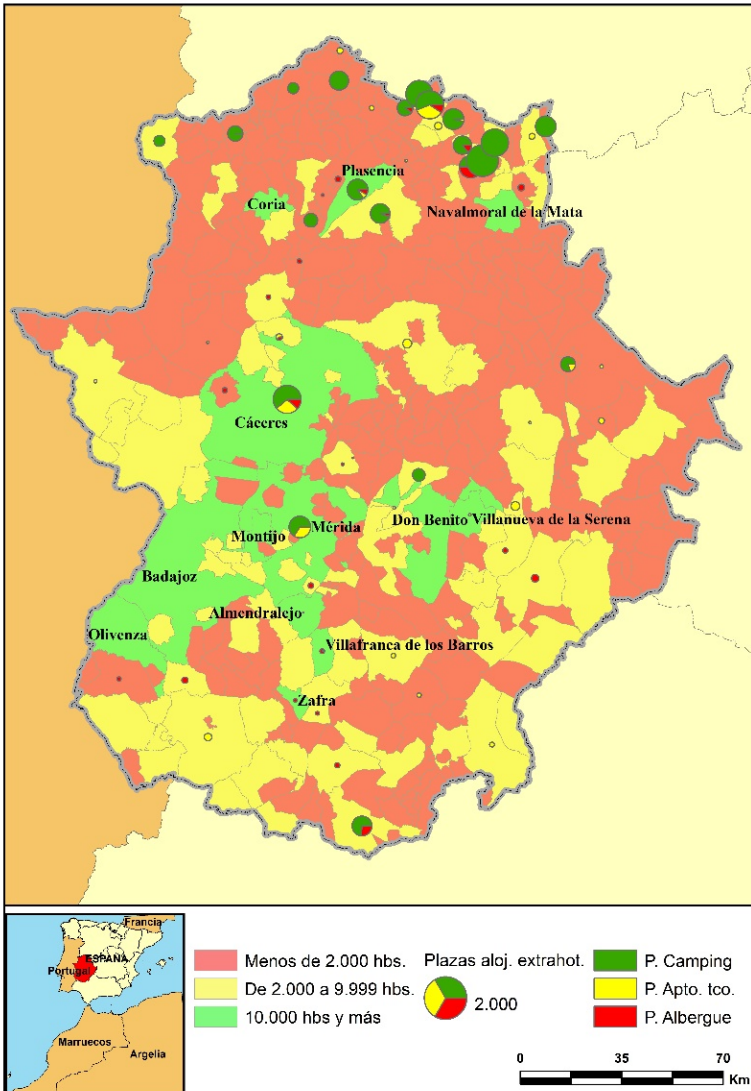 Plasencia
Coria
Navalmoral de la Mata
Cáceres
Don Benito
Villanueva de la Serena
Mérida
Montijo
Badajoz
Almendralejo
Olivenza
Villafranca de los Barros
Zafra
Francia
ESPAÑA
Portugal
Marruecos
Argelia
Menos de 2.000 hbs.
De 2.000 a 9.999 hbs.
10.000 hbs y más
Plazas aloj. extrahot.
2.000
P. Camping
P. Apto. tco.
P. Albergue
0 35 70
Km